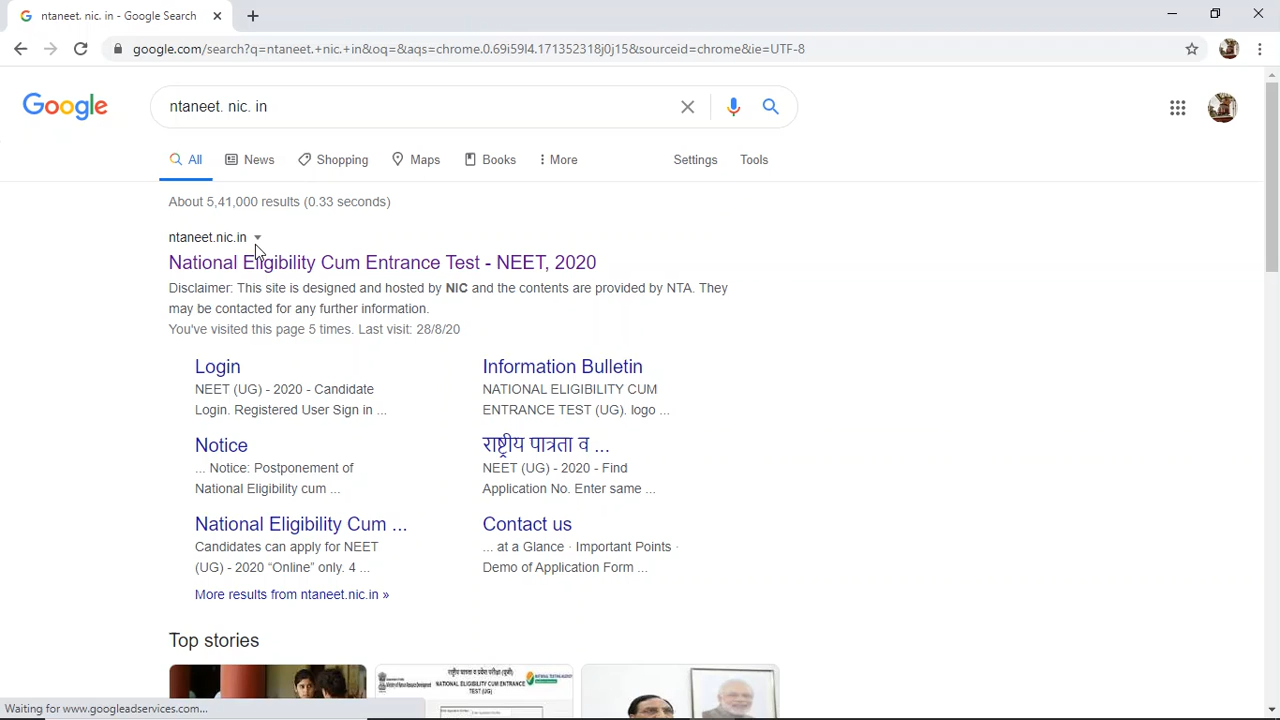 ntaneet. nic. in - Google Search
google.com/search?q=ntaneet.+nic.+in&oq=&aqs=chrome.0.69i59l4.171352318j0j15&sourceid=chrome&ie=UTF-8
Google
ntaneet. nic. in
All News Shopping Maps Books More Settings Tools
About 5,41,000 results (0.33 seconds)
ntaneet.nic.in
National Eligibility Cum Entrance Test - NEET, 2020
Disclaimer: This site is designed and hosted by NIC and the contents are provided by NTA. They
may be contacted for any further information.
You've visited this page 5 times. Last visit: 28/8/20
Login
NEET (UG) - 2020 - Candidate
Login. Registered User Sign in ...
Information Bulletin
NATIONAL ELIGIBILITY CUM
ENTRANCE TEST (UG). logo ...
Notice
... Notice: Postponement of
National Eligibility cum ...
राष्ट्रीय पात्रता व ...
NEET (UG) - 2020 - Find
Application No. Enter same ...
National Eligibility Cum ...
Candidates can apply for NEET
(UG) - 2020 “Online” only. 4 ...
Contact us
... at a Glance · Important Points ·
Demo of Application Form ...
More results from ntaneet.nic.in »
Top stories
NATIONAL ELIGIBILITY CUM ENTRANCE TEST
(UG)
Waiting for www.googleadservices.com...